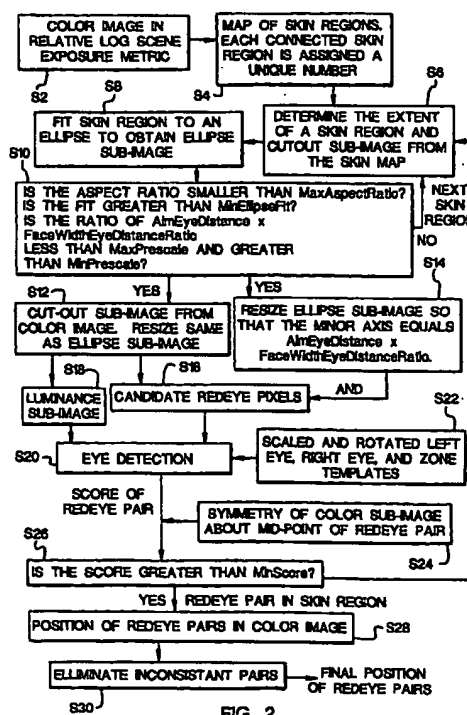 COLOR IMAGE IN
RELATIVE LOG SCENE
EXPOSURE METRIC
S2
MAP OF SKIN REGIONS.
EACH CONNECTED SKIN
REGION IS ASSIGNED A
UNIQUE NUMBER
S4
S8
FIT SKIN REGION TO AN
ELLIPSE TO OBTAIN ELLIPSE
SUB-IMAGE
S6
DETERMINE THE EXTENT
OF A SKIN REGION AND
CUTOUT SUB-IMAGE FROM
THE SKIN MAP
S10
IS THE ASPECT RATIO SMALLER THAN MaxAspectRatio?
IS THE FIT GREATER THAN MinEllipseFit?
IS THE RATIO OF AimEyeDistance x
FaceWidthEyeDistanceRatio
LESS THAN MaxPrescale AND GREATER
THAN MinPrescale?
NEXT
SKIN
REGION
NO
S12
YES
YES
S14
CUT-OUT SUB-IMAGE FROM
COLOR IMAGE. RESIZE SAME
AS ELLIPSE SUB-IMAGE
RESIZE ELLIPSE SUB-IMAGE SO
THAT THE MINOR AXIS EQUALS
AimEyeDistance x
FaceWidthEyeDistanceRatio.
S18
S16
LUMINANCE
SUB-IMAGE
CANDIDATE REDEYE PIXELS
AND
S22
S20
EYE DETECTION
SCALED AND ROTATED LEFT
EYE, RIGHT EYE, AND ZONE
TEMPLATES
SCORE OF
REDEYE PAIR
SYMMETRY OF COLOR SUB-IMAGE
ABOUT MID-POINT OF REDEYE PAIR
S24
S26
IS THE SCORE GREATER THAN MinScore?
YES
REDEYE PAIR IN SKIN REGION
POSITION OF REDEYE PAIRS IN COLOR IMAGE
S28
ELLIMINATE INCONSISTANT PAIRS
FINAL POSITION
OF REDEYE PAIRS
S30
FIG. 2